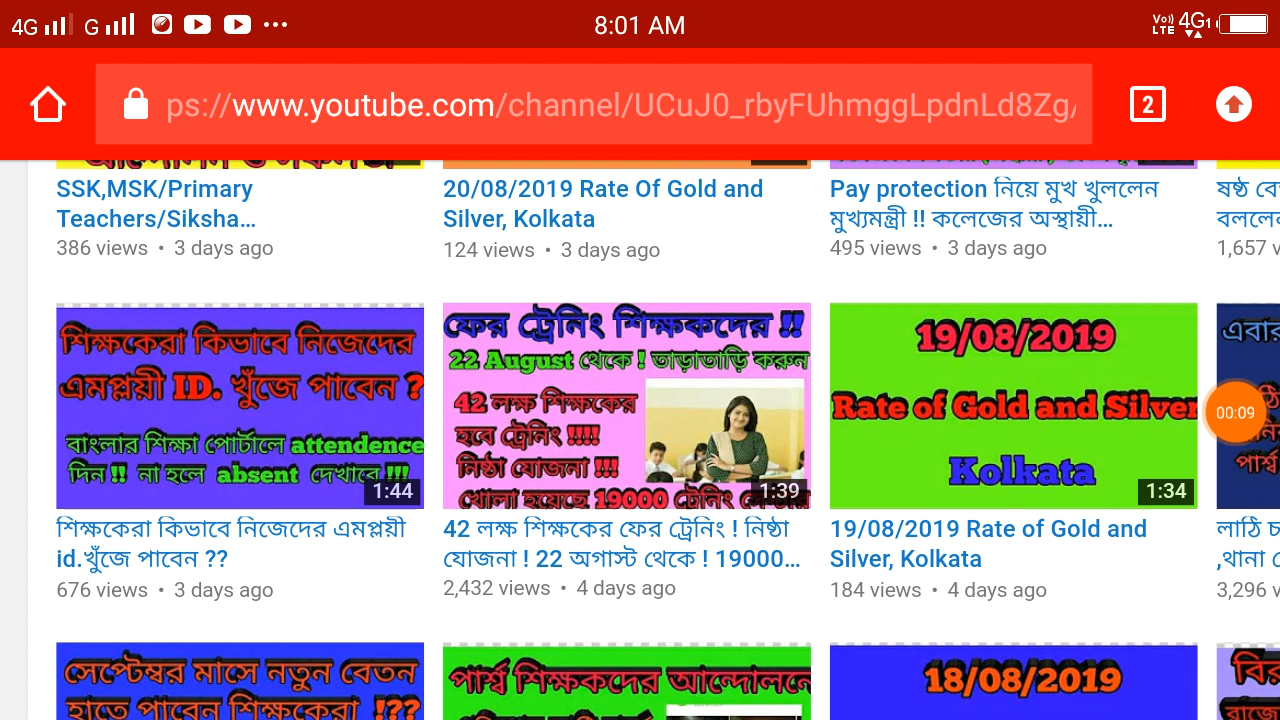 4G G 8:01 AM Vo)) LTE 4G1
ps://www.youtube.com/channel/UCuJ0_rbyFUhmggLpdnLd8Zg/ 2
SSK,MSK/Primary
Teachers/Siksha...
386 views • 3 days ago
20/08/2019 Rate Of Gold and
Silver, Kolkata
124 views • 3 days ago
Pay protection নিয়ে মুখ খুললেন
মুখ্যমন্ত্রী !! কলেজের অস্থায়ী...
495 views • 3 days ago
ষষ্ঠ
1,657
শিক্ষকেরা কিভাবে নিজেদের
এমপ্লয়ী ID. খুঁজে পাবেন ?
বাংলার শিক্ষা পোর্টালে attendence
দিন !! না হলে absent দেখাবে !!!
1:44
শিক্ষকেরা কিভাবে নিজেদের এমপ্লয়ী
id.খুঁজে পাবেন ??
676 views • 3 days ago
ফের ট্রেনিং শিক্ষকদের !!
22 August থেকে ! তাড়াতাড়ি করুন
42 লক্ষ শিক্ষকের
হবে ট্রেনিং !!!!
নিষ্ঠা যোজনা !!!
খোলা হয়েছে 19000 ট্রেনিং
1:39
42 লক্ষ শিক্ষকের ফের ট্রেনিং ! নিষ্ঠা
যোজনা ! 22 অগাস্ট থেকে ! 19000...
2,432 views • 4 days ago
19/08/2019
Rate of Gold and Silver
Kolkata
1:34
19/08/2019 Rate of Gold and
Silver, Kolkata
184 views • 4 days ago
00:09
লাঠি
,থানা
3,296
সেপ্টেম্বর মাসে নতুন বেতন
হাতে পাবেন শিক্ষকেরা !??
পার্শ্ব শিক্ষকদের আন্দোলনে
18/08/2019